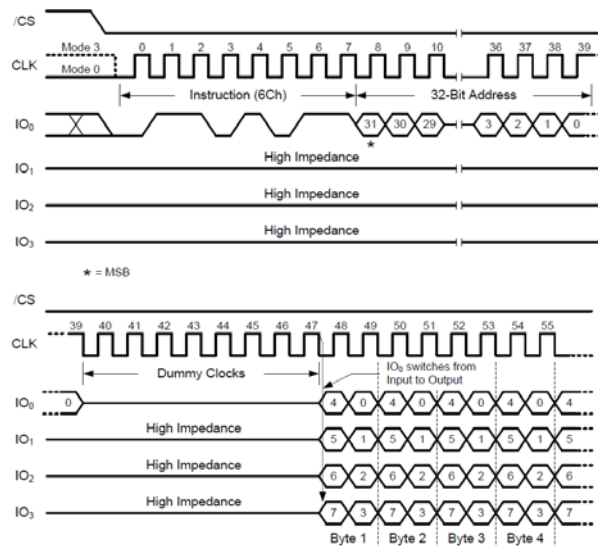 /CS
Mode 3 0 1 2 3 4 5 6 7 8 9 10 36 37 38 39
CLK Mode 0
Instruction (6Ch) 32-Bit Address
IO0 31 30 29 3 2 1 0
*
High Impedance
IO1
High Impedance
IO2
High Impedance
IO3
* = MSB
/CS
39 40 41 42 43 44 45 46 47 48 49 50 51 52 53 54 55
CLK
Dummy Clocks
IO0 switches from
Input to Output
IO0 0 4 0 4 0 4 0 4 0 4
High Impedance
IO1 5 1 5 1 5 1 5 1 5
High Impedance
IO2 6 2 6 2 6 2 6 2 6
High Impedance
IO3 7 3 7 3 7 3 7 3 7
Byte 1 Byte 2 Byte 3 Byte 4